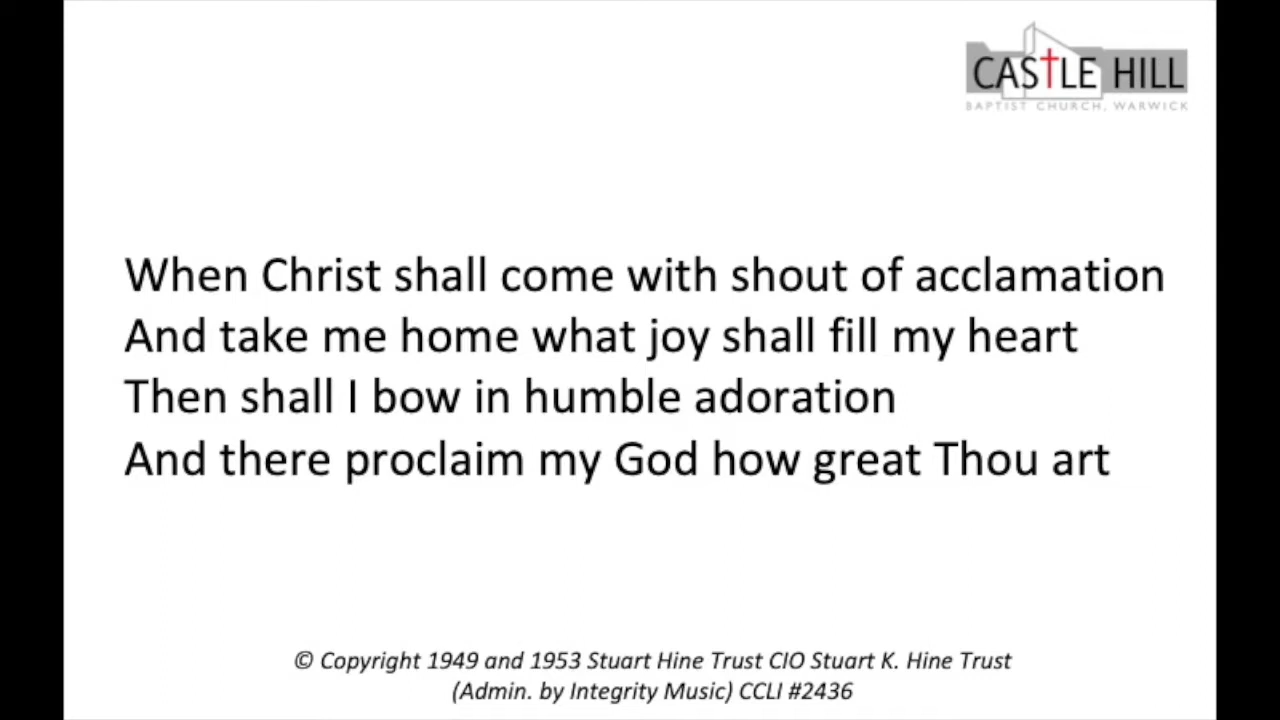 CASTLE HILL
BAPTIST CHURCH, WARWICK
When Christ shall come with shout of acclamation
And take me home what joy shall fill my heart
Then shall I bow in humble adoration
And there proclaim my God how great Thou art
© Copyright 1949 and 1953 Stuart Hine Trust CIO Stuart K. Hine Trust
(Admin. by Integrity Music) CCLI #2436